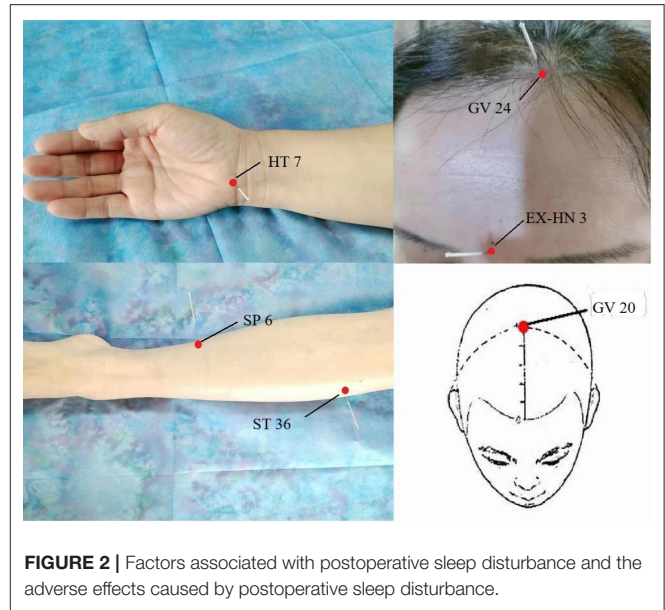 GV 24
HT 7
EX-HN 3
SP 6
GV 20
ST 36
FIGURE 2 | Factors associated with postoperative sleep disturbance and the
adverse effects caused by postoperative sleep disturbance.